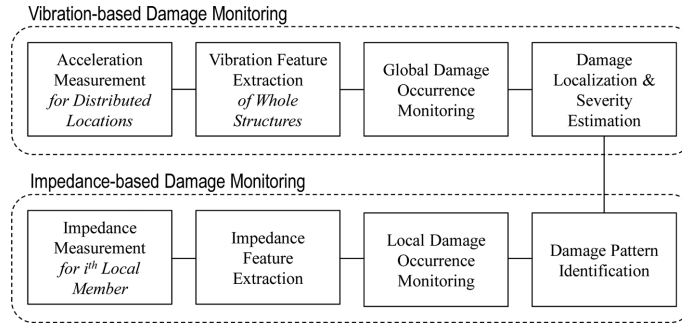 Vibration-based Damage Monitoring
Acceleration
Measurement
for Distributed
Locations
Vibration Feature
Extraction
of Whole
Structures
Global Damage
Occurrence
Monitoring
Damage
Localization &
Severity
Estimation
Impedance-based Damage Monitoring
Impedance
Measurement
for ith Local
Member
Impedance
Feature
Extraction
Local Damage
Occurrence
Monitoring
Damage Pattern
Identification